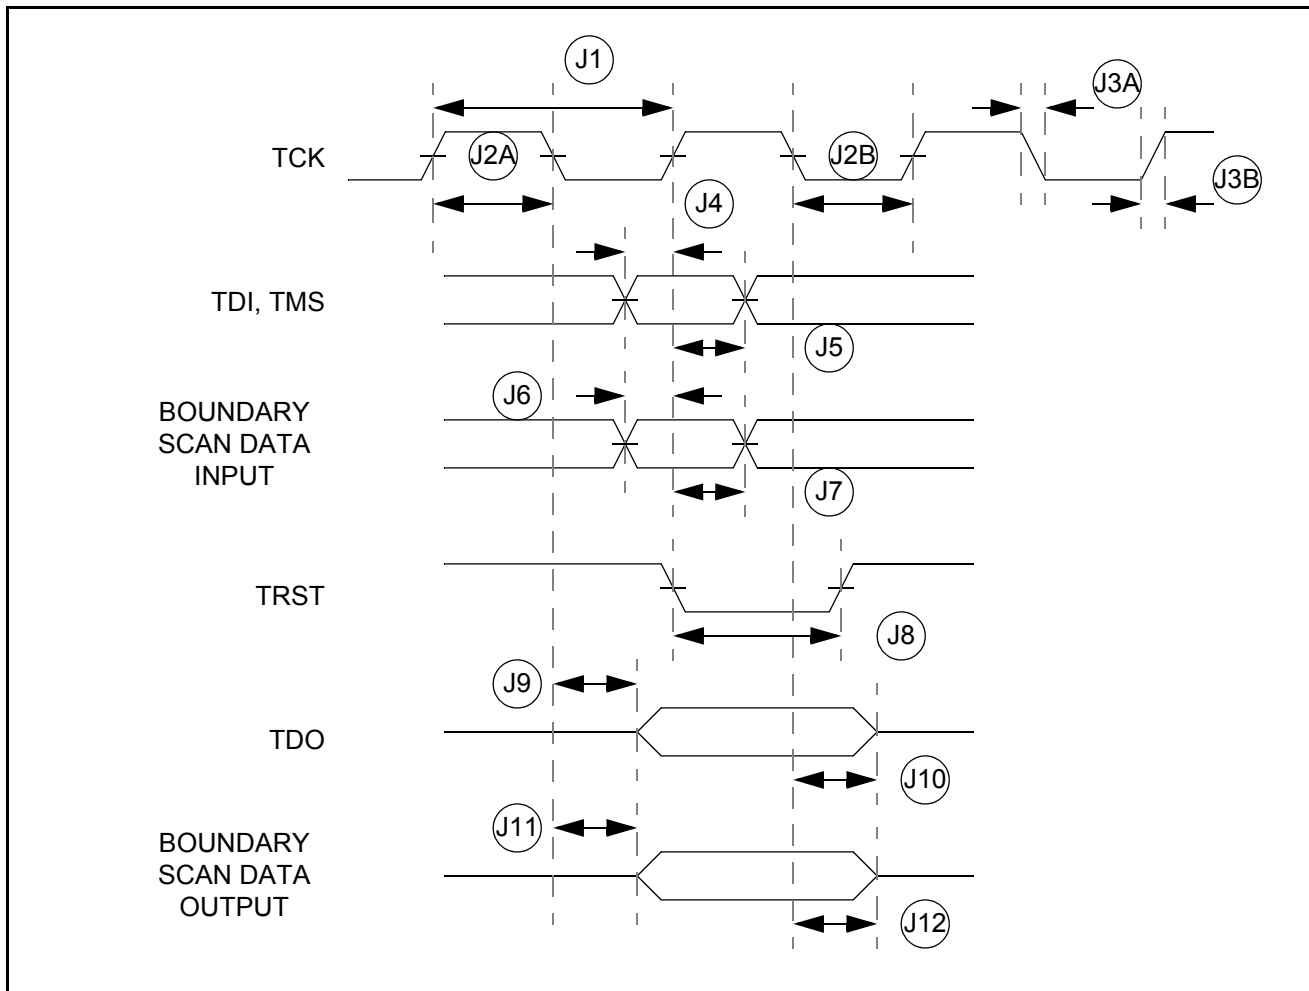 J1
J3A
TCK
J2A
J2B
J3B
J4
TDI, TMS
J5
J6
BOUNDARY
SCAN DATA
INPUT
J7
TRST
J8
J9
TDO
J10
J11
BOUNDARY
SCAN DATA
OUTPUT
J12